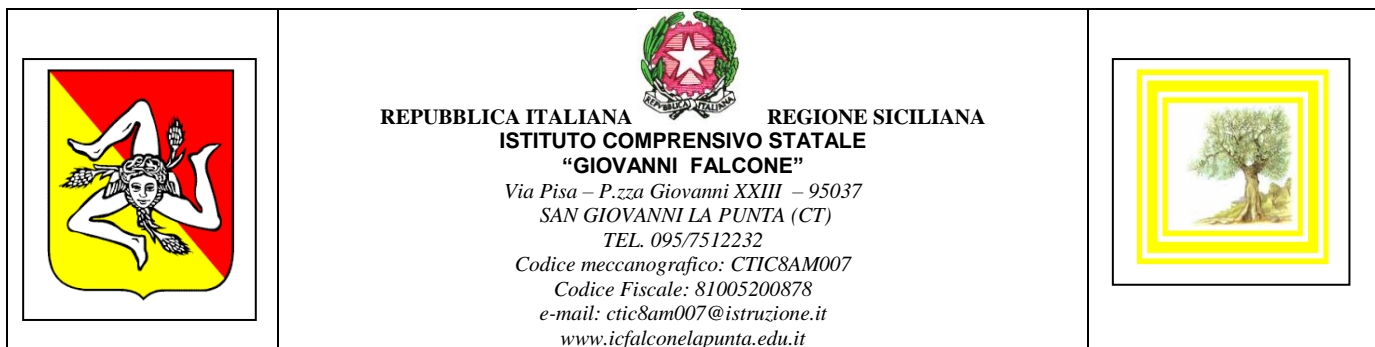 REPUBBLICA ITALIANA REGIONE SICILIANA
ISTITUTO COMPRENSIVO STATALE
“GIOVANNI FALCONE”
Via Pisa – P.zza Giovanni XXIII – 95037
SAN GIOVANNI LA PUNTA (CT)
TEL. 095/7512232
Codice meccanografico: CTIC8AM007
Codice Fiscale: 81005200878
e-mail: ctic8am007@istruzione.it
www.icfalconelapunta.edu.it